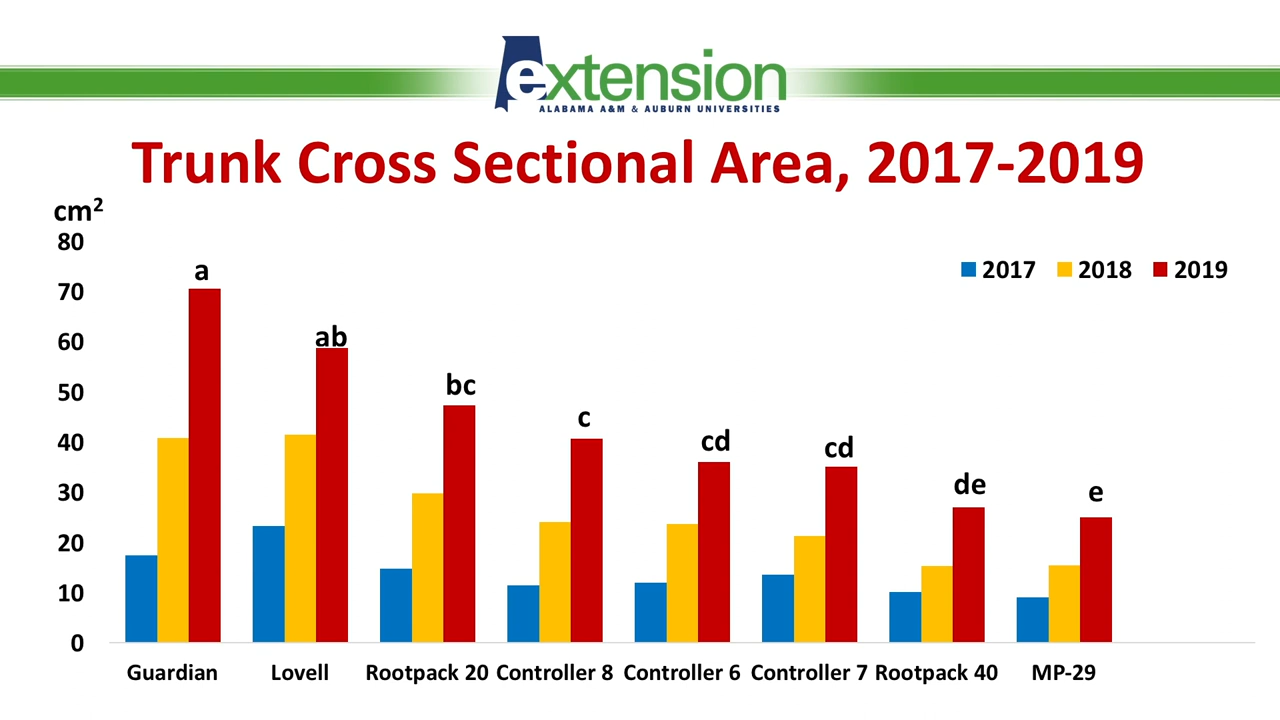 extension
ALABAMA A&M & AUBURN UNIVERSITIES
Trunk Cross Sectional Area, 2017-2019
cm²
80
70
60
50
40
30
20
10
0
2017 2018 2019
a
ab
bc
c
cd
cd
de
e
Guardian Lovell Rootpack 20 Controller 8 Controller 6 Controller 7 Rootpack 40 MP-29